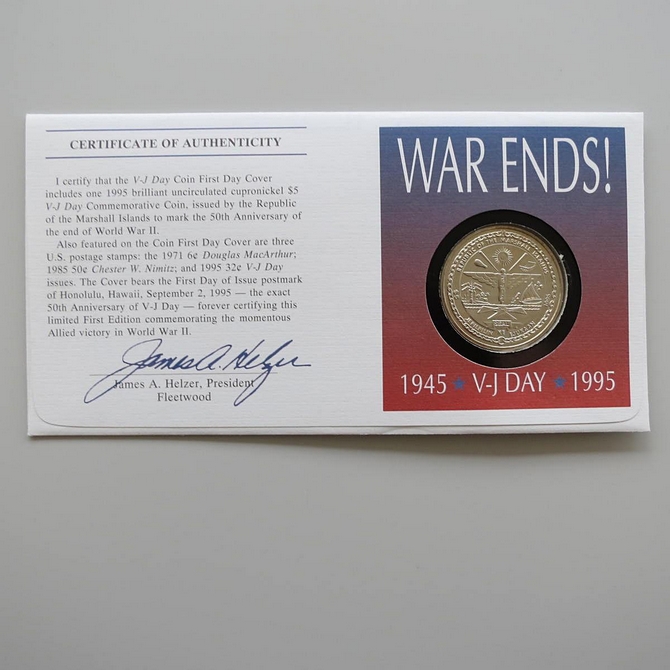 CERTIFICATE OF AUTHENTICITY
I certify that the V-J Day Coin First Day Cover
includes one 1995 brilliant uncirculated cupronickel $5
V-J Day Commemorative Coin, issued by the Republic
of the Marshall Islands to mark the 50th Anniversary of
the end of World War II.
Also featured on the Coin First Day Cover are three
U.S. postage stamps: the 1971 6¢ Douglas MacArthur;
1985 50¢ Chester W. Nimitz; and 1995 32¢ V-J Day
issues. The Cover bears the First Day of Issue postmark
of Honolulu, Hawaii, September 2, 1995 — the exact
50th Anniversary of V-J Day — forever certifying this
limited First Edition commemorating the momentous
Allied victory in World War II.
James A. Helzer
James A. Helzer, President
Fleetwood
WAR ENDS!
REPUBLIC OF THE MARSHALL ISLANDS
SEAL
1945 ★ V-J DAY ★ 1995